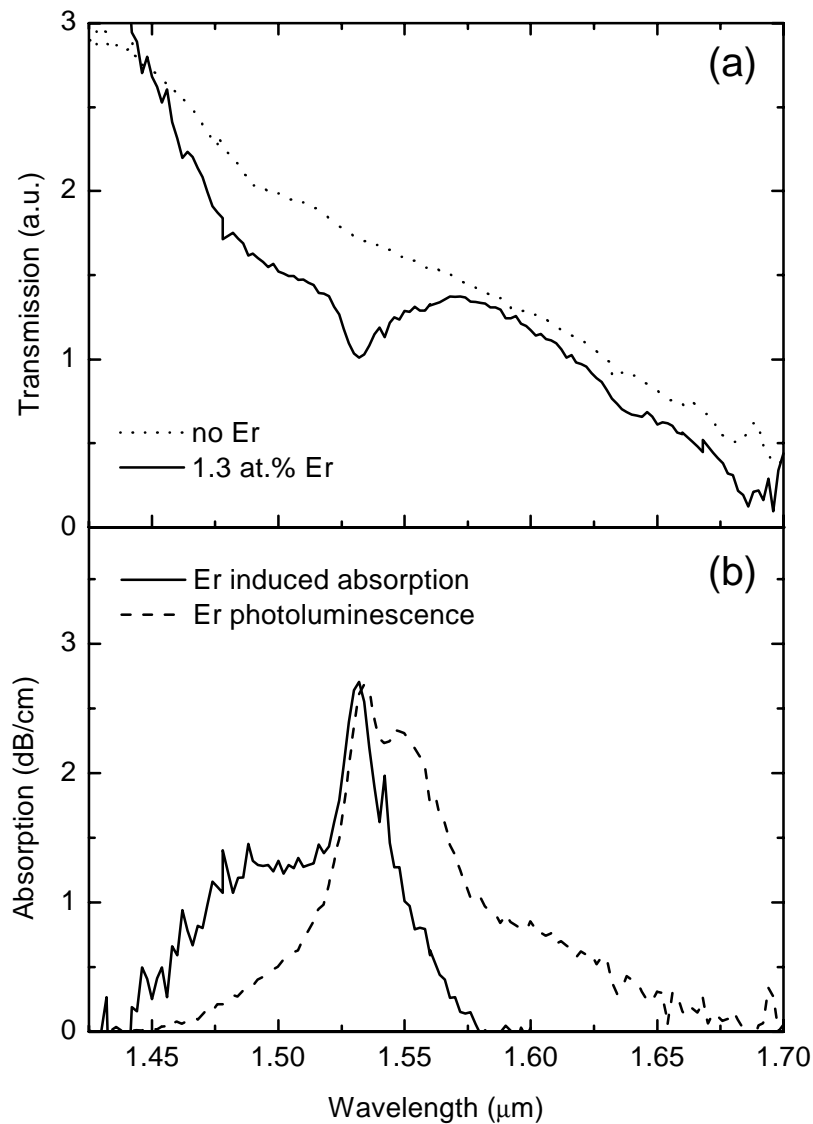 3
(a)
2
Transmission (a.u.)
1
no Er
1.3 at.% Er
0
(b)
Er induced absorption
Er photoluminescence
3
2
Absorption (dB/cm)
1
0
1.45 1.50 1.55 1.60 1.65 1.70
Wavelength (μm)